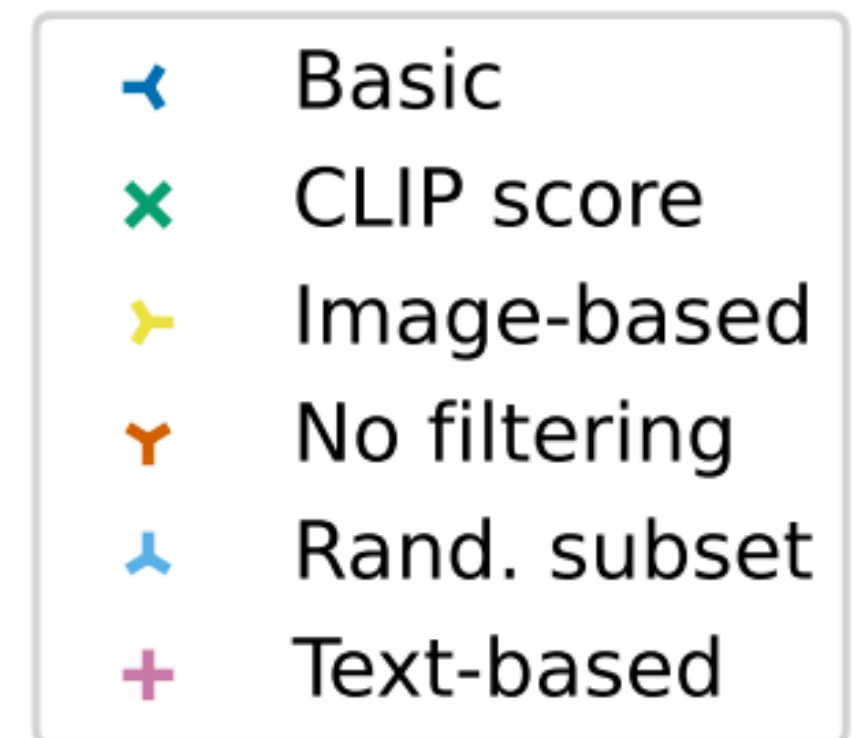 Basic
CLIP score
Image-based
No filtering
Rand. subset
Text-based